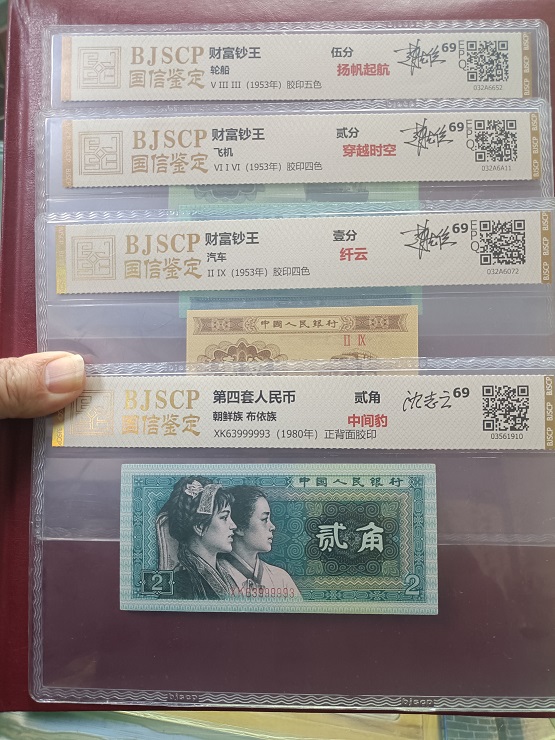 BJSCP
国信鉴定
财富钞王
轮船
V III III（1953年）胶印五色
伍分
扬帆起航
69
EPQ
032A6652
BJSCP
国信鉴定
财富钞王
飞机
VI I VI（1953年）胶印四色
贰分
穿越时空
69
EPQ
032A6A11
BJSCP
国信鉴定
财富钞王
汽车
II IX（1953年）胶印四色
壹分
纤云
69
EPQ
032A6072
中国人民银行
II IX
BJSCP
国信鉴定
第四套人民币
朝鲜族 布依族
XK63999993（1980年）正背面胶印
贰角
中间豹
69
03561910
中国人民银行
贰角
XK63999993
2
2